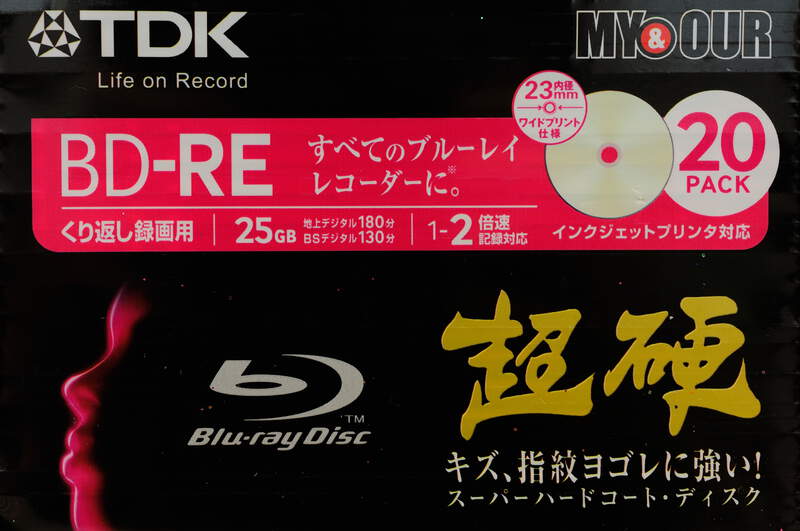 TDK
Life on Record
MY&OUR
23mm
内径
ワイドプリント
仕様
BD-RE
すべてのブルーレイ
レコーダーに。※
20
PACK
くり返し録画用
25GB
地上デジタル180分
BSデジタル130分
1-2倍速
記録対応
インクジェットプリンタ対応
超硬
Blu-ray Disc
TM
キズ、指紋ヨゴレに強い!
スーパーハードコート・ディスク